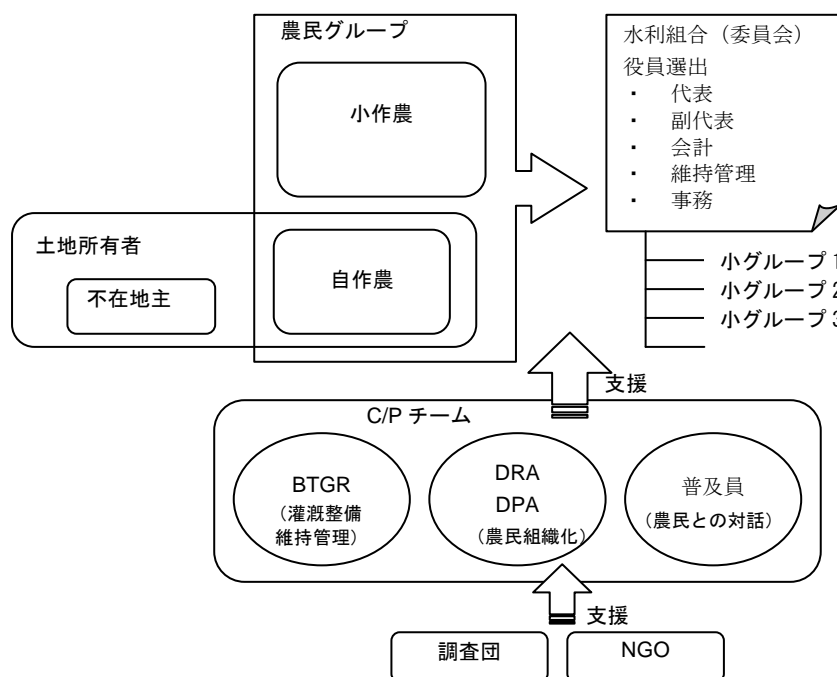 農民グループ
小作農
土地所有者
不在地主
自作農
水利組合（委員会）
役員選出
・ 代表
・ 副代表
・ 会計
・ 維持管理
・ 事務
小グループ 1
小グループ 2
小グループ 3
支援
C/P チーム
BTGR
（灌漑整備
維持管理）
DRA
DPA
（農民組織化）
普及員
（農民との対話）
支援
調査団
NGO